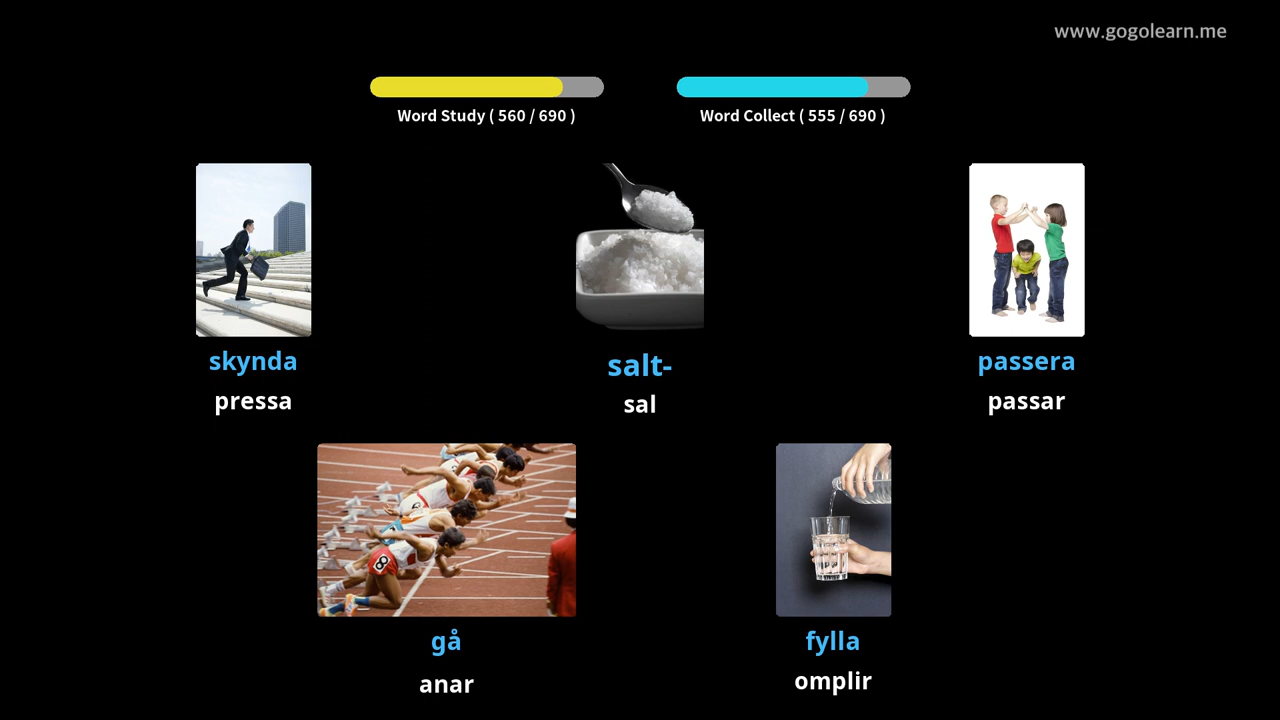 www.gogolearn.me
Word Study ( 560 / 690 )
Word Collect ( 555 / 690 )
skynda
pressa
salt-
sal
passera
passar
8
gå
anar
fylla
omplir